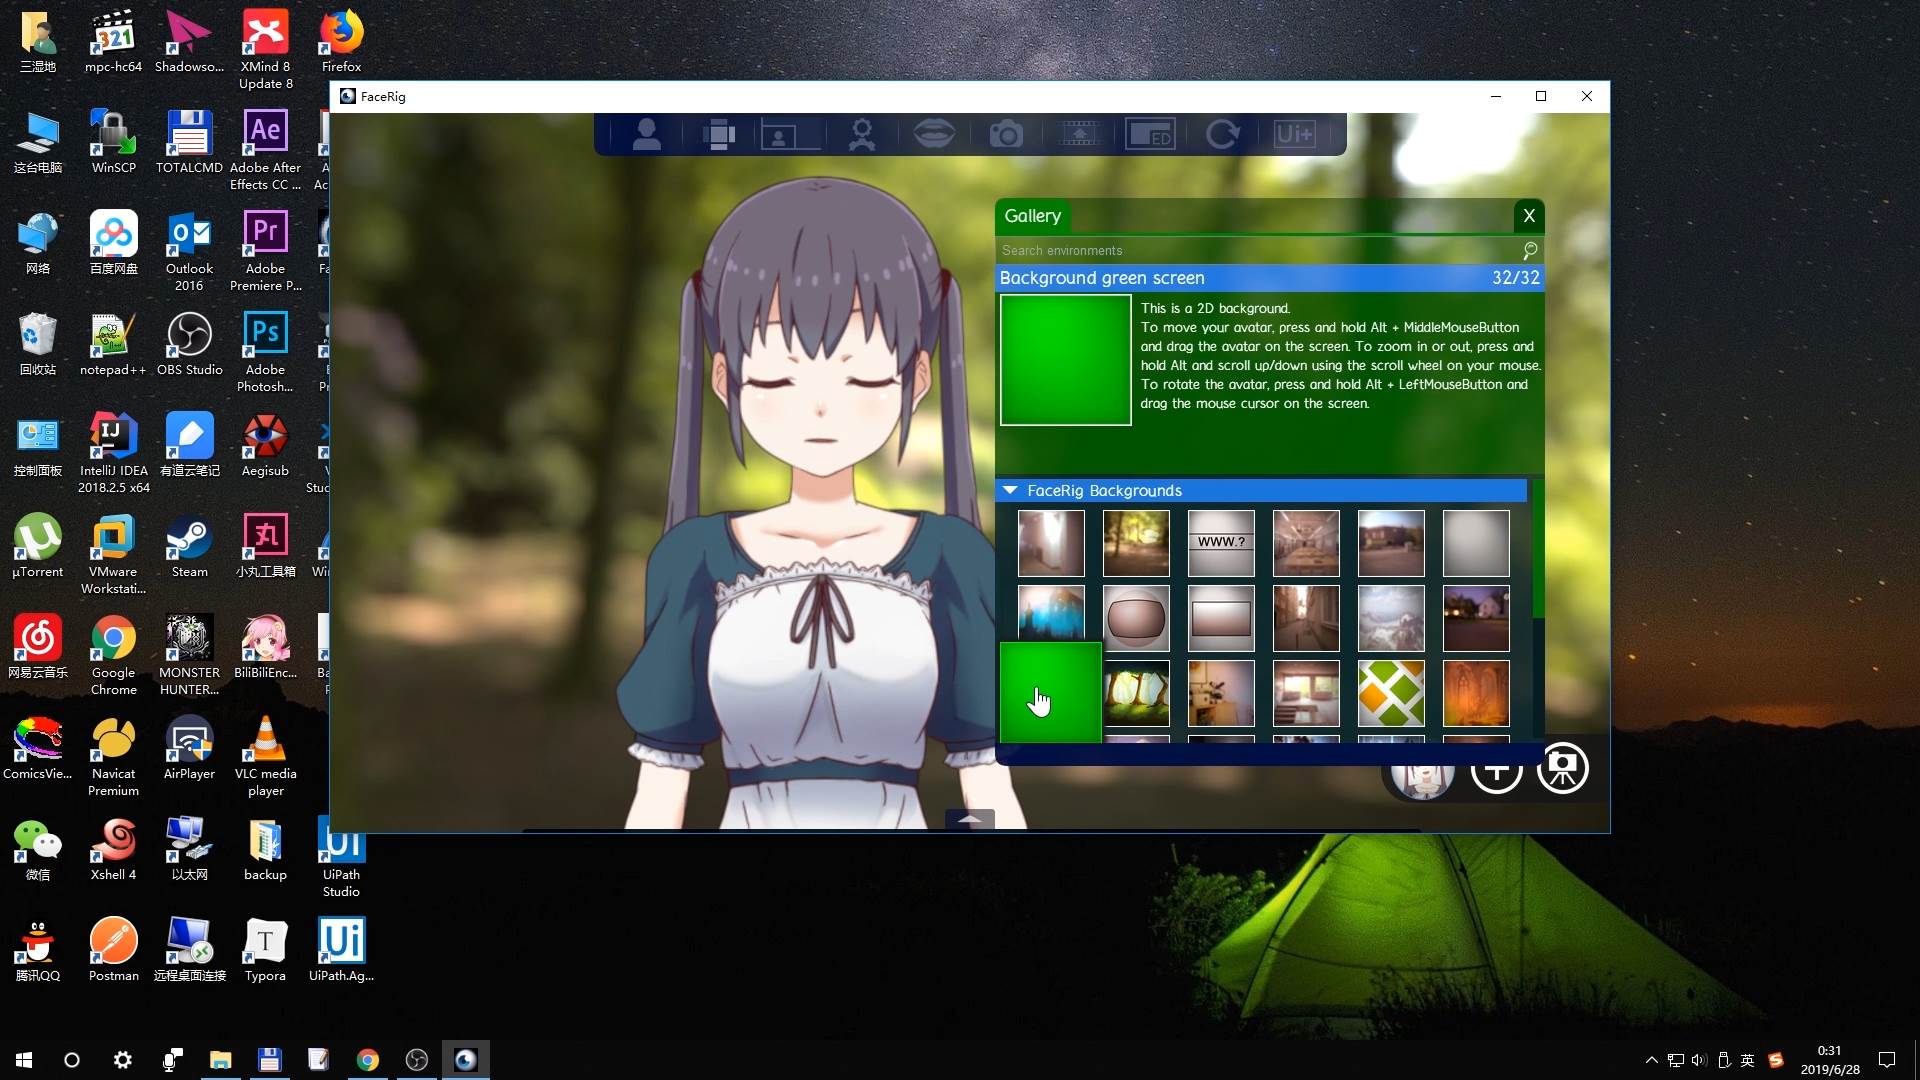 三湿地
mpc-hc64
Shadowso...
XMind 8
Update 8
Firefox
这台电脑
WinSCP
TOTALCMD
Adobe After
Effects CC ...
网络
百度网盘
Outlook
2016
Adobe
Premiere P...
回收站
notepad++
OBS Studio
Adobe
Photosh...
控制面板
IntelliJ IDEA
2018.2.5 x64
有道云笔记
Aegisub
µTorrent
VMware
Workstati...
Steam
小丸工具箱
网易云音乐
Google
Chrome
MONSTER
HUNTER...
BiliBiliEnc...
ComicsVie...
Navicat
Premium
AirPlayer
VLC media
player
微信
Xshell 4
以太网
backup
UiPath
Studio
腾讯QQ
Postman
远程桌面连接
Typora
UiPath.Ag...
FaceRig
ED
Ui+
Gallery
X
Search environments
Background green screen 32/32
This is a 2D background.
To move your avatar, press and hold Alt + MiddleMouseButton
and drag the avatar on the screen. To zoom in or out, press and
hold Alt and scroll up/down using the scroll wheel on your mouse.
To rotate the avatar, press and hold Alt + LeftMouseButton and
drag the mouse cursor on the screen.
FaceRig Backgrounds
WWW.?
英
0:31
2019/6/28